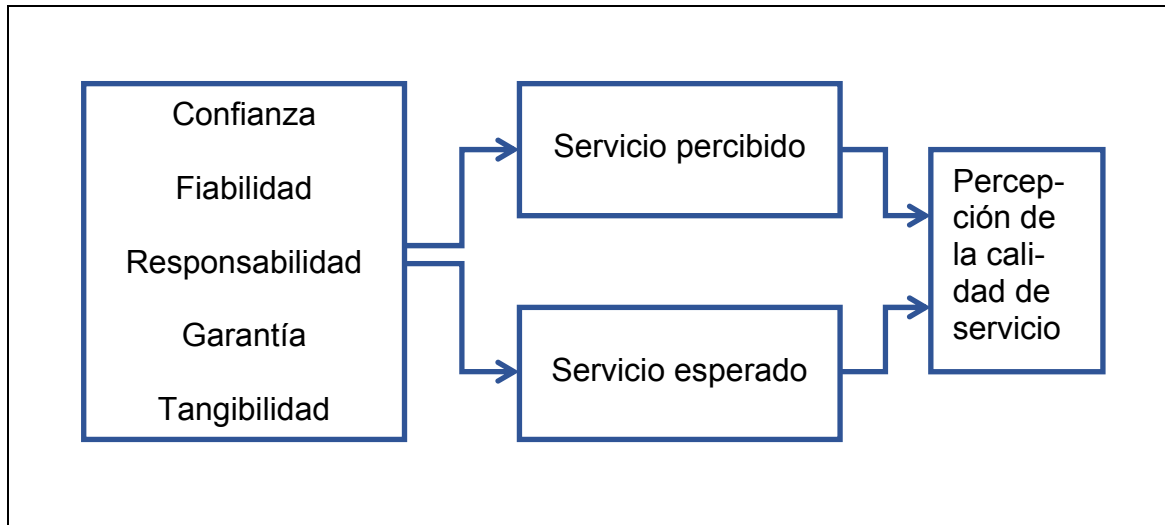 Confianza
Fiabilidad
Responsabilidad
Garantía
Tangibilidad
Servicio percibido
Servicio esperado
Percep-
ción de
la cali-
dad de
servicio